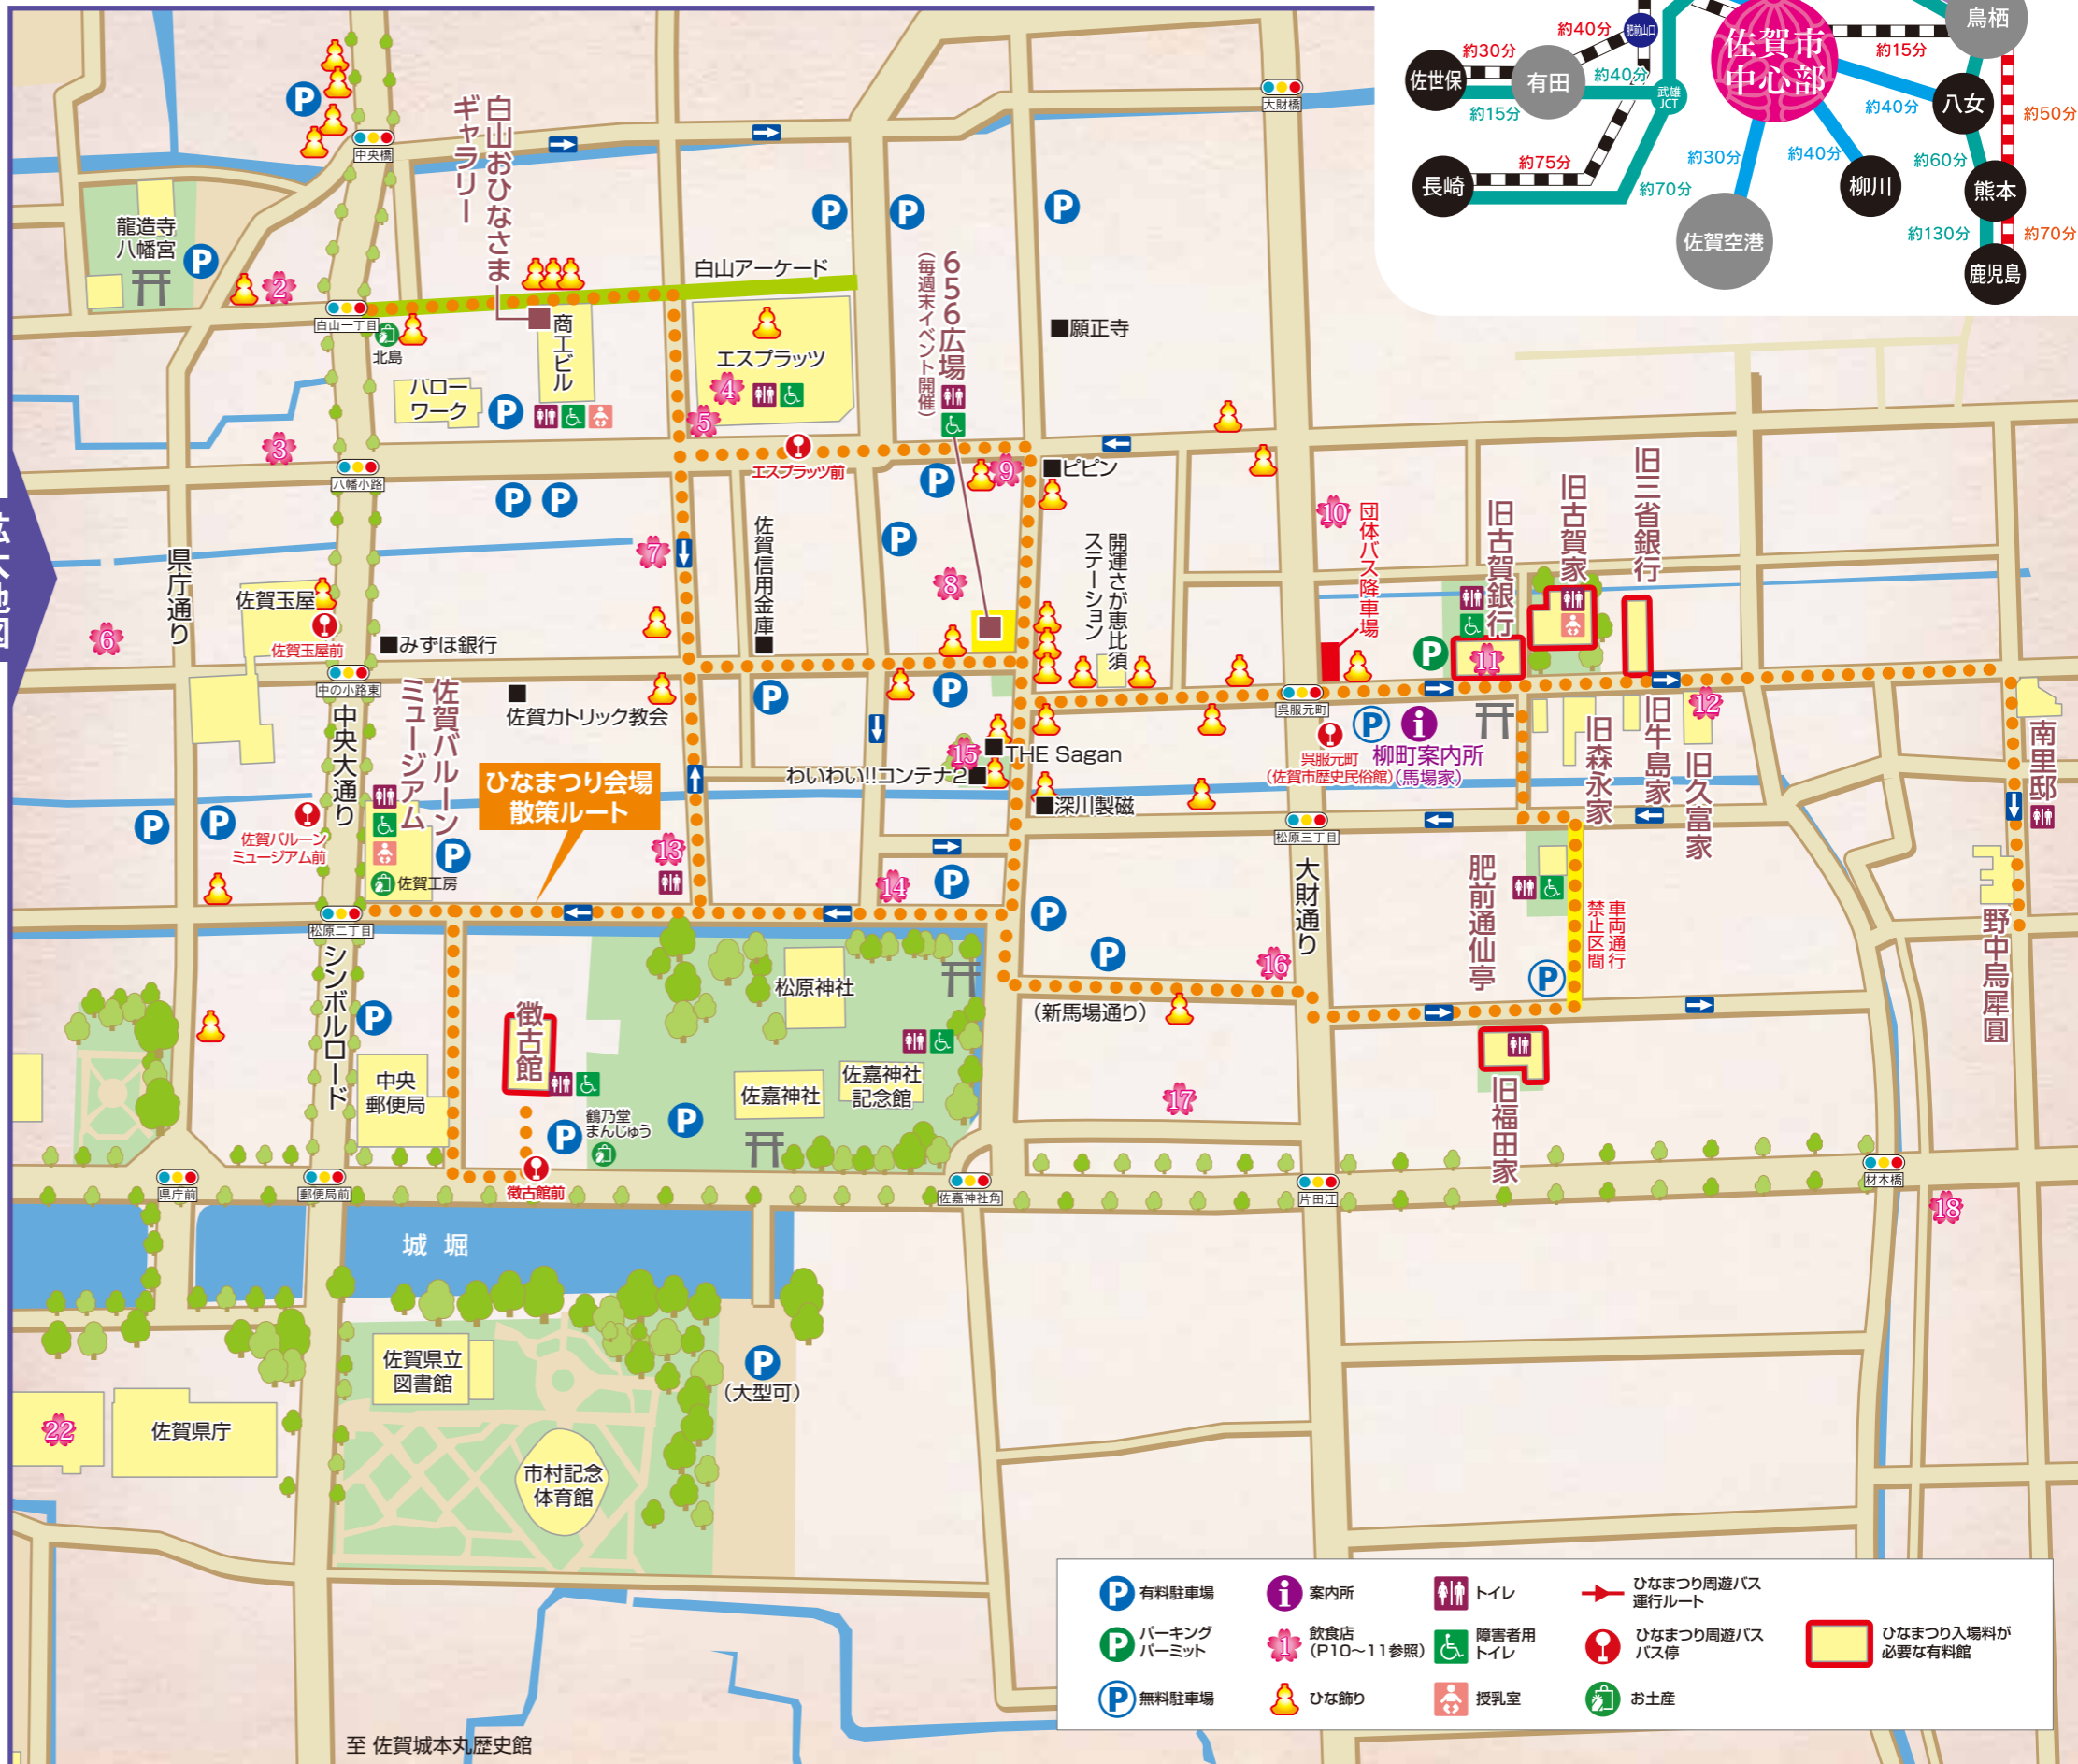 拡大地図
佐世保
約30分
有田
約40分
肥前山口
約15分
約40分
武雄
JCT
長崎
約75分
約70分
佐賀市
中心部
約15分
鳥栖
約40分
八女
約50分
約30分
約40分
約60分
佐賀空港
柳川
熊本
約130分
約70分
鹿児島
大財橋
中央橋
白山おひなさま
ギャラリー
龍造寺
八幡宮
2
白山一丁目
北島
白山アーケード
商工ビル
エスプラッツ
4
5
656広場
(毎週末イベント開催)
■願正寺
ハロー
ワーク
3
八幡小路
エスプラッツ前
9
■ピピン
県庁通り
7
佐賀信用金庫■
8
開運さが恵比須
ステーション
10
団体バス降車場
旧古賀銀行
旧古賀家
旧三省銀行
11
6
佐賀玉屋
佐賀玉屋前
■みずほ銀行
中の小路東
佐賀カトリック教会
呉服元町
12
中央大通り
佐賀バルーン
ミュージアム
ひなまつり会場
散策ルート
15
■THE Sagan
わいわい!!コンテナ2■
■深川製磁
呉服元町
(佐賀市歴史民俗館)
柳町案内所
(馬場家)
旧森永家
旧牛島家
旧久富家
南里邸
佐賀バルーン
ミュージアム前
佐賀工房
13
14
松原三丁目
大財通り
肥前通仙亭
車両通行
禁止区間
野中烏犀圓
松原二丁目
シンボルロード
松原神社
16
(新馬場通り)
徴古館
中央
郵便局
佐嘉神社
佐嘉神社
記念館
17
旧福田家
鶴乃堂
まんじゅう
徴古館前
県庁前
郵便局前
佐嘉神社角
片田江
材木橋
18
城堀
佐賀県立
図書館
(大型可)
22
佐賀県庁
市村記念
体育館
至 佐賀城本丸歴史館
P 有料駐車場
i 案内所
トイレ
ひなまつり周遊バス
運行ルート
P パーキング
パーミット
1 飲食店
(P10〜11参照)
障害者用
トイレ
ひなまつり周遊バス
バス停
ひなまつり入場料が
必要な有料館
P 無料駐車場
ひな飾り
授乳室
お土産